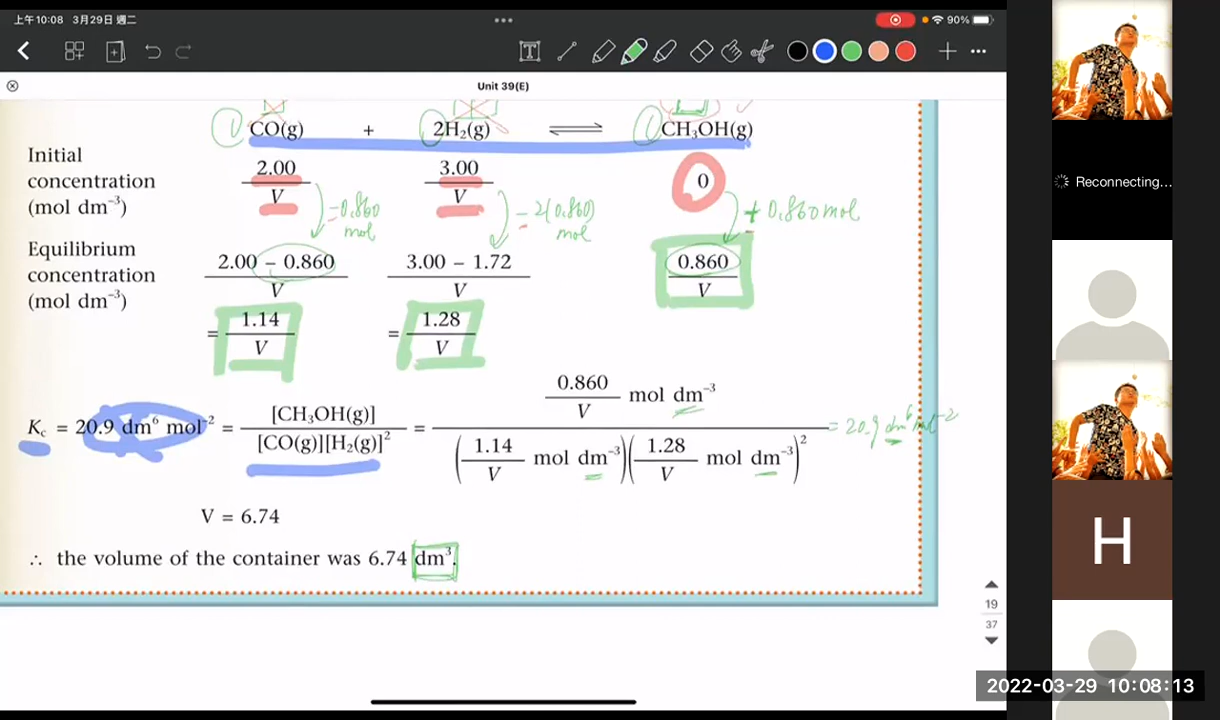 上午10:08 3月29日 週二
90%
Unit 39(E)
① CO(g) + ② 2H₂(g) ⇌ ① CH₃OH(g)
Initial concentration (mol dm⁻³)
2.00/V
3.00/V
0
-0.860 mol
-2(0.860) mol
+ 0.860 mol
Equilibrium concentration (mol dm⁻³)
(2.00 − 0.860)/V
(3.00 − 1.72)/V
0.860/V
= 1.14/V
= 1.28/V
Kc = 20.9 dm⁶ mol⁻² = [CH₃OH(g)]/[CO(g)][H₂(g)]² = (0.860/V mol dm⁻³)/((1.14/V mol dm⁻³)(1.28/V mol dm⁻³)²) = 20.9 dm⁶ mol⁻²
V = 6.74
∴ the volume of the container was 6.74 dm³.
19
37
Reconnecting...
H
2022-03-29 10:08:13